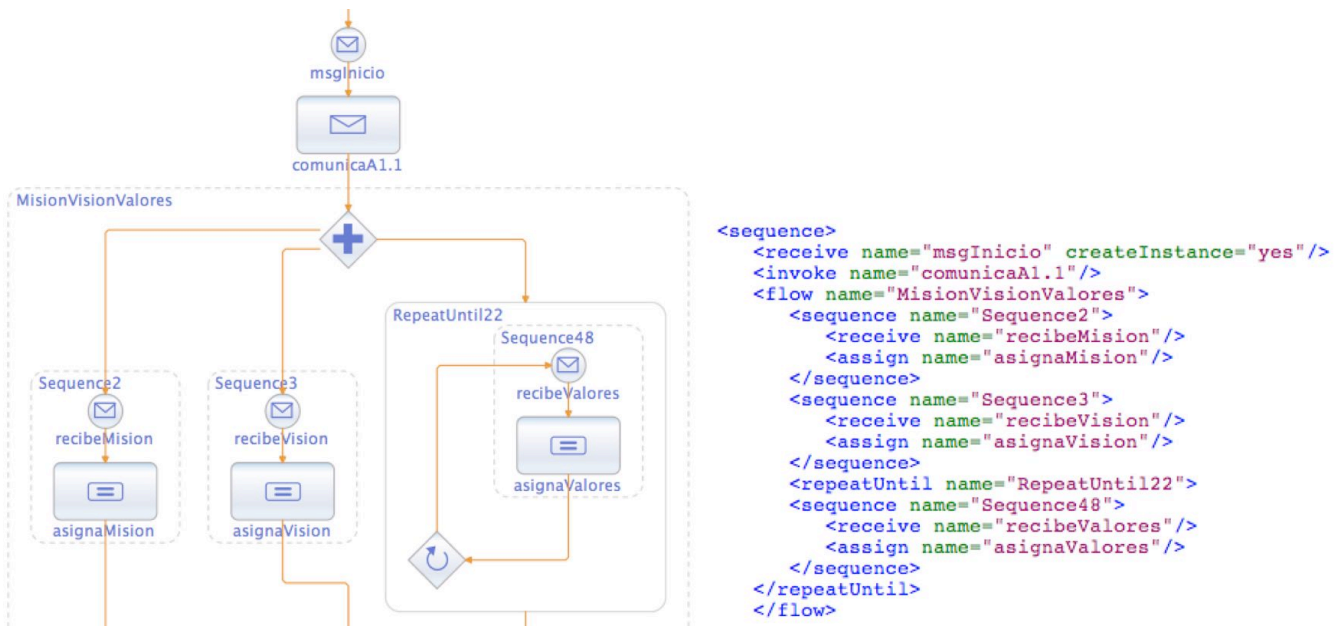 msgInicio
comunicaA1.1
MisionVisionValores
RepeatUntil22
Sequence48
recibeValores
asignaValores
Sequence2
recibeMision
asignaMision
Sequence3
recibeVision
asignaVision
<sequence>
<receive name="msgInicio" createInstance="yes"/>
<invoke name="comunicaA1.1"/>
<flow name="MisionVisionValores">
<sequence name="Sequence2">
<receive name="recibeMision"/>
<assign name="asignaMision"/>
</sequence>
<sequence name="Sequence3">
<receive name="recibeVision"/>
<assign name="asignaVision"/>
</sequence>
<repeatUntil name="RepeatUntil22">
<sequence name="Sequence48">
<receive name="recibeValores"/>
<assign name="asignaValores"/>
</sequence>
</repeatUntil>
</flow>